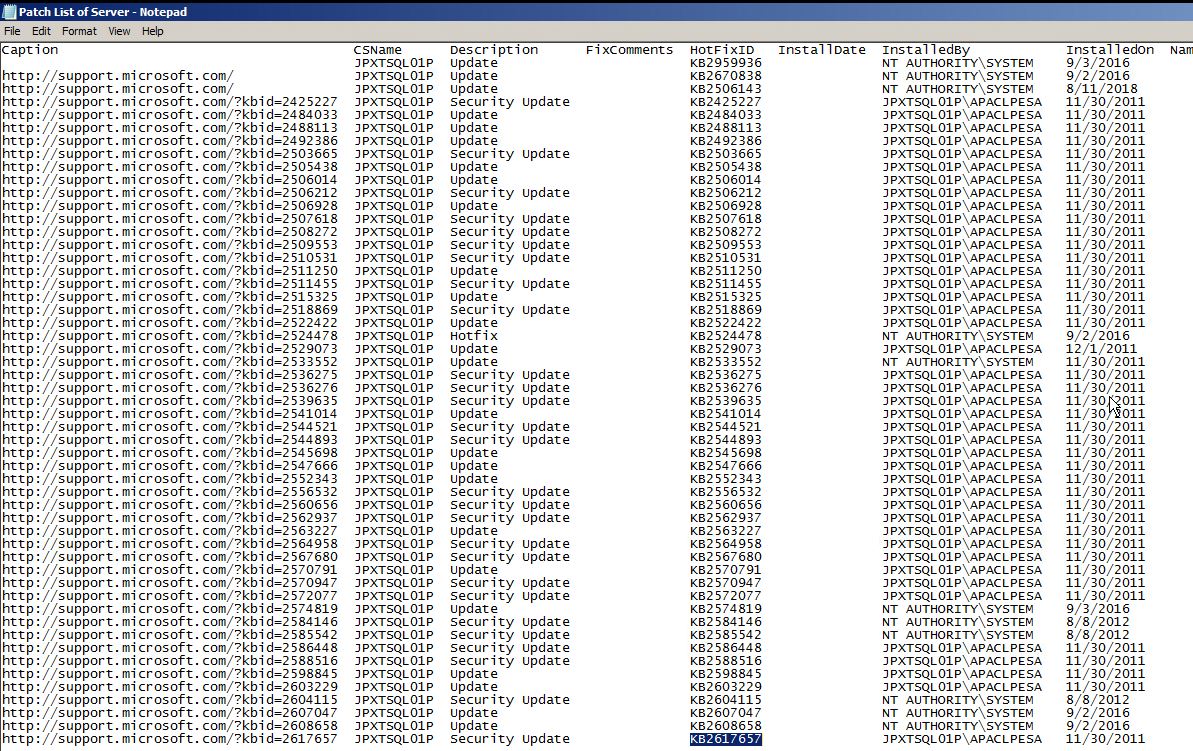 Patch List of Server - Notepad
File Edit Format View Help
Caption CSName Description FixComments HotFixID InstallDate InstalledBy InstalledOn Nam
JPXTSQL01P Update KB2959936 NT AUTHORITY\SYSTEM 9/3/2016
http://support.microsoft.com/ JPXTSQL01P Update KB2670838 NT AUTHORITY\SYSTEM 9/2/2016
http://support.microsoft.com/ JPXTSQL01P Update KB2506143 NT AUTHORITY\SYSTEM 8/11/2018
http://support.microsoft.com/?kbid=2425227 JPXTSQL01P Security Update KB2425227 JPXTSQL01P\APACLPESA 11/30/2011
http://support.microsoft.com/?kbid=2484033 JPXTSQL01P Update KB2484033 JPXTSQL01P\APACLPESA 11/30/2011
http://support.microsoft.com/?kbid=2488113 JPXTSQL01P Update KB2488113 JPXTSQL01P\APACLPESA 11/30/2011
http://support.microsoft.com/?kbid=2492386 JPXTSQL01P Update KB2492386 JPXTSQL01P\APACLPESA 11/30/2011
http://support.microsoft.com/?kbid=2503665 JPXTSQL01P Security Update KB2503665 JPXTSQL01P\APACLPESA 11/30/2011
http://support.microsoft.com/?kbid=2505438 JPXTSQL01P Update KB2505438 JPXTSQL01P\APACLPESA 11/30/2011
http://support.microsoft.com/?kbid=2506014 JPXTSQL01P Update KB2506014 JPXTSQL01P\APACLPESA 11/30/2011
http://support.microsoft.com/?kbid=2506212 JPXTSQL01P Security Update KB2506212 JPXTSQL01P\APACLPESA 11/30/2011
http://support.microsoft.com/?kbid=2506928 JPXTSQL01P Update KB2506928 JPXTSQL01P\APACLPESA 11/30/2011
http://support.microsoft.com/?kbid=2507618 JPXTSQL01P Security Update KB2507618 JPXTSQL01P\APACLPESA 11/30/2011
http://support.microsoft.com/?kbid=2508272 JPXTSQL01P Security Update KB2508272 JPXTSQL01P\APACLPESA 11/30/2011
http://support.microsoft.com/?kbid=2509553 JPXTSQL01P Security Update KB2509553 JPXTSQL01P\APACLPESA 11/30/2011
http://support.microsoft.com/?kbid=2510531 JPXTSQL01P Security Update KB2510531 JPXTSQL01P\APACLPESA 11/30/2011
http://support.microsoft.com/?kbid=2511250 JPXTSQL01P Update KB2511250 JPXTSQL01P\APACLPESA 11/30/2011
http://support.microsoft.com/?kbid=2511455 JPXTSQL01P Security Update KB2511455 JPXTSQL01P\APACLPESA 11/30/2011
http://support.microsoft.com/?kbid=2515325 JPXTSQL01P Update KB2515325 JPXTSQL01P\APACLPESA 11/30/2011
http://support.microsoft.com/?kbid=2518869 JPXTSQL01P Security Update KB2518869 JPXTSQL01P\APACLPESA 11/30/2011
http://support.microsoft.com/?kbid=2522422 JPXTSQL01P Update KB2522422 JPXTSQL01P\APACLPESA 11/30/2011
http://support.microsoft.com/?kbid=2524478 JPXTSQL01P Hotfix KB2524478 NT AUTHORITY\SYSTEM 9/2/2016
http://support.microsoft.com/?kbid=2529073 JPXTSQL01P Update KB2529073 JPXTSQL01P\APACLPESA 12/1/2011
http://support.microsoft.com/?kbid=2533552 JPXTSQL01P Update KB2533552 NT AUTHORITY\SYSTEM 11/30/2011
http://support.microsoft.com/?kbid=2536275 JPXTSQL01P Security Update KB2536275 JPXTSQL01P\APACLPESA 11/30/2011
http://support.microsoft.com/?kbid=2536276 JPXTSQL01P Security Update KB2536276 JPXTSQL01P\APACLPESA 11/30/2011
http://support.microsoft.com/?kbid=2539635 JPXTSQL01P Security Update KB2539635 JPXTSQL01P\APACLPESA 11/30/2011
http://support.microsoft.com/?kbid=2541014 JPXTSQL01P Update KB2541014 JPXTSQL01P\APACLPESA 11/30/2011
http://support.microsoft.com/?kbid=2544521 JPXTSQL01P Security Update KB2544521 JPXTSQL01P\APACLPESA 11/30/2011
http://support.microsoft.com/?kbid=2544893 JPXTSQL01P Security Update KB2544893 JPXTSQL01P\APACLPESA 11/30/2011
http://support.microsoft.com/?kbid=2545698 JPXTSQL01P Update KB2545698 JPXTSQL01P\APACLPESA 11/30/2011
http://support.microsoft.com/?kbid=2547666 JPXTSQL01P Update KB2547666 JPXTSQL01P\APACLPESA 11/30/2011
http://support.microsoft.com/?kbid=2552343 JPXTSQL01P Update KB2552343 JPXTSQL01P\APACLPESA 11/30/2011
http://support.microsoft.com/?kbid=2556532 JPXTSQL01P Security Update KB2556532 JPXTSQL01P\APACLPESA 11/30/2011
http://support.microsoft.com/?kbid=2560656 JPXTSQL01P Security Update KB2560656 JPXTSQL01P\APACLPESA 11/30/2011
http://support.microsoft.com/?kbid=2562937 JPXTSQL01P Security Update KB2562937 JPXTSQL01P\APACLPESA 11/30/2011
http://support.microsoft.com/?kbid=2563227 JPXTSQL01P Update KB2563227 JPXTSQL01P\APACLPESA 11/30/2011
http://support.microsoft.com/?kbid=2564958 JPXTSQL01P Security Update KB2564958 JPXTSQL01P\APACLPESA 11/30/2011
http://support.microsoft.com/?kbid=2567680 JPXTSQL01P Security Update KB2567680 JPXTSQL01P\APACLPESA 11/30/2011
http://support.microsoft.com/?kbid=2570791 JPXTSQL01P Update KB2570791 JPXTSQL01P\APACLPESA 11/30/2011
http://support.microsoft.com/?kbid=2570947 JPXTSQL01P Security Update KB2570947 JPXTSQL01P\APACLPESA 11/30/2011
http://support.microsoft.com/?kbid=2572077 JPXTSQL01P Security Update KB2572077 JPXTSQL01P\APACLPESA 11/30/2011
http://support.microsoft.com/?kbid=2574819 JPXTSQL01P Update KB2574819 NT AUTHORITY\SYSTEM 9/3/2016
http://support.microsoft.com/?kbid=2584146 JPXTSQL01P Security Update KB2584146 NT AUTHORITY\SYSTEM 8/8/2012
http://support.microsoft.com/?kbid=2585542 JPXTSQL01P Security Update KB2585542 NT AUTHORITY\SYSTEM 8/8/2012
http://support.microsoft.com/?kbid=2586448 JPXTSQL01P Security Update KB2586448 JPXTSQL01P\APACLPESA 11/30/2011
http://support.microsoft.com/?kbid=2588516 JPXTSQL01P Security Update KB2588516 JPXTSQL01P\APACLPESA 11/30/2011
http://support.microsoft.com/?kbid=2598845 JPXTSQL01P Update KB2598845 JPXTSQL01P\APACLPESA 11/30/2011
http://support.microsoft.com/?kbid=2603229 JPXTSQL01P Update KB2603229 JPXTSQL01P\APACLPESA 11/30/2011
http://support.microsoft.com/?kbid=2604115 JPXTSQL01P Security Update KB2604115 NT AUTHORITY\SYSTEM 8/8/2012
http://support.microsoft.com/?kbid=2607047 JPXTSQL01P Update KB2607047 NT AUTHORITY\SYSTEM 9/2/2016
http://support.microsoft.com/?kbid=2608658 JPXTSQL01P Update KB2608658 NT AUTHORITY\SYSTEM 9/2/2016
http://support.microsoft.com/?kbid=2617657 JPXTSQL01P Security Update KB2617657 JPXTSQL01P\APACLPESA 11/30/2011